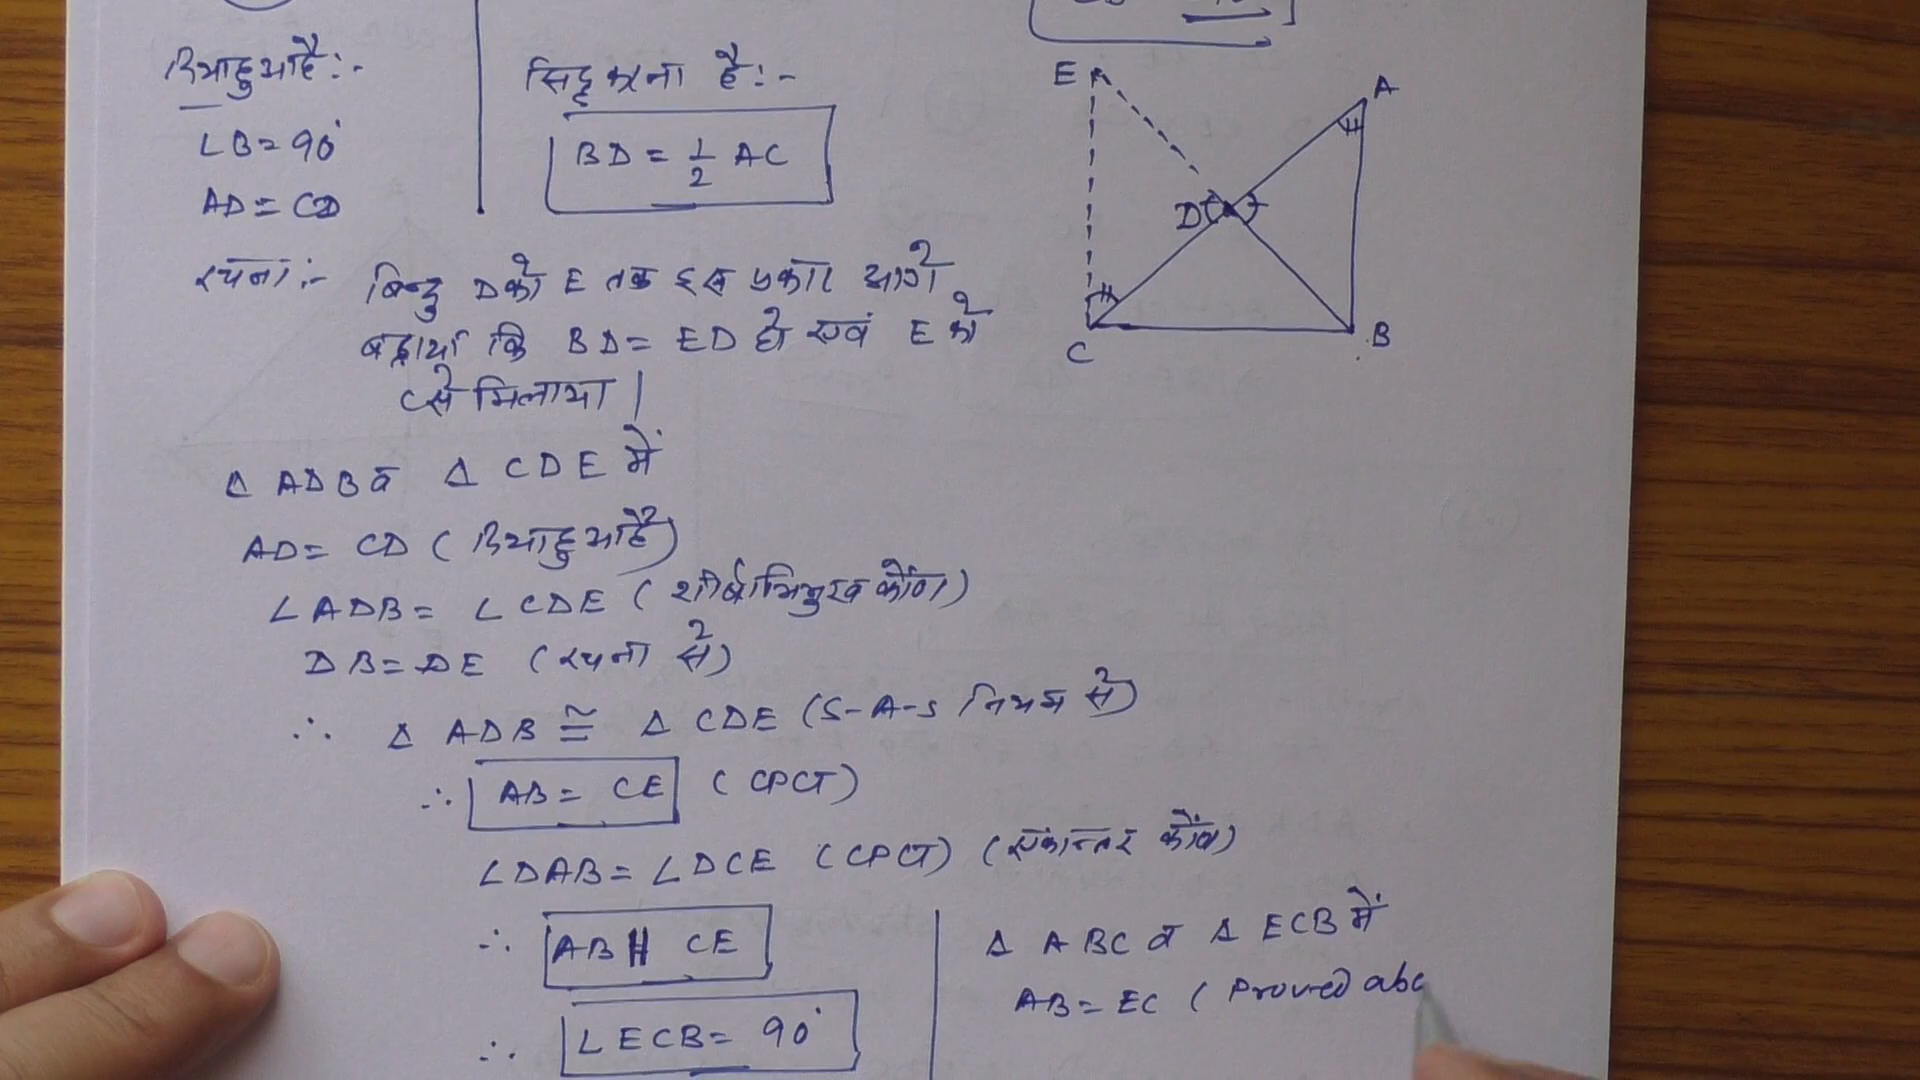 दिया हुआ है:-
∠B = 90°
AD = CD
सिद्ध करना है:-
BD = 1/2 AC
E
A
D
C
B
रचना:- बिन्दु D को E तक इस प्रकार आगे
बढ़ाया कि BD = ED हो एवं E को
C से मिलाया |
Δ ADB व Δ CDE में
AD = CD (दिया हुआ है)
∠ADB = ∠CDE (शीर्षाभिमुख कोण)
DB = DE (रचना से)
∴ Δ ADB ≅ Δ CDE (S-A-S नियम से)
∴ AB = CE (CPCT)
∠DAB = ∠DCE (CPCT) (एकान्तर कोण)
∴ AB || CE
∴ ∠ECB = 90°
Δ ABC व Δ ECB में
AB = EC (Proved abo